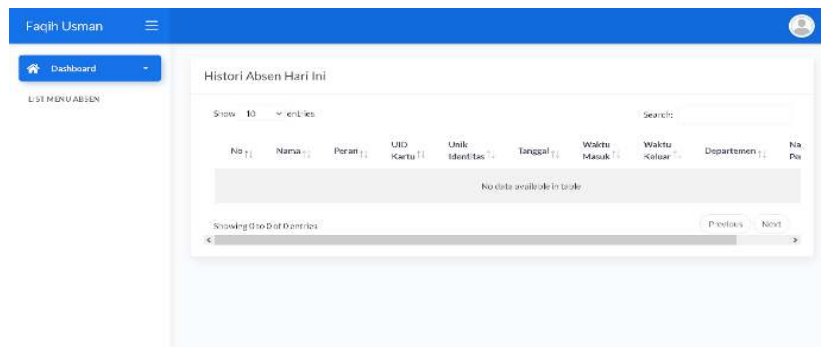 Faqih Usman
Dashboard
LIST MENU ABSEN
Histori Absen Hari Ini
Show 10 entries
Search:
No Nama Peran UID Kartu Unik Identitas Tanggal Waktu Masuk Waktu Keluar Departemen Na
No data available in table
Showing 0 to 0 of 0 entries
Previous Next